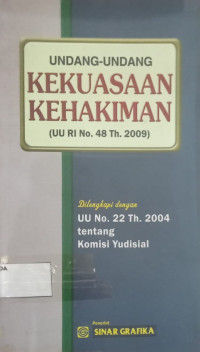 UNDANG-UNDANG
KEKUASAAN
KEHAKIMAN
(UU RI No. 48 Th. 2009)
Dilengkapi dengan
UU No. 22 Th. 2004
tentang
Komisi Yudisial
Penerbit
SINAR GRAFIKA